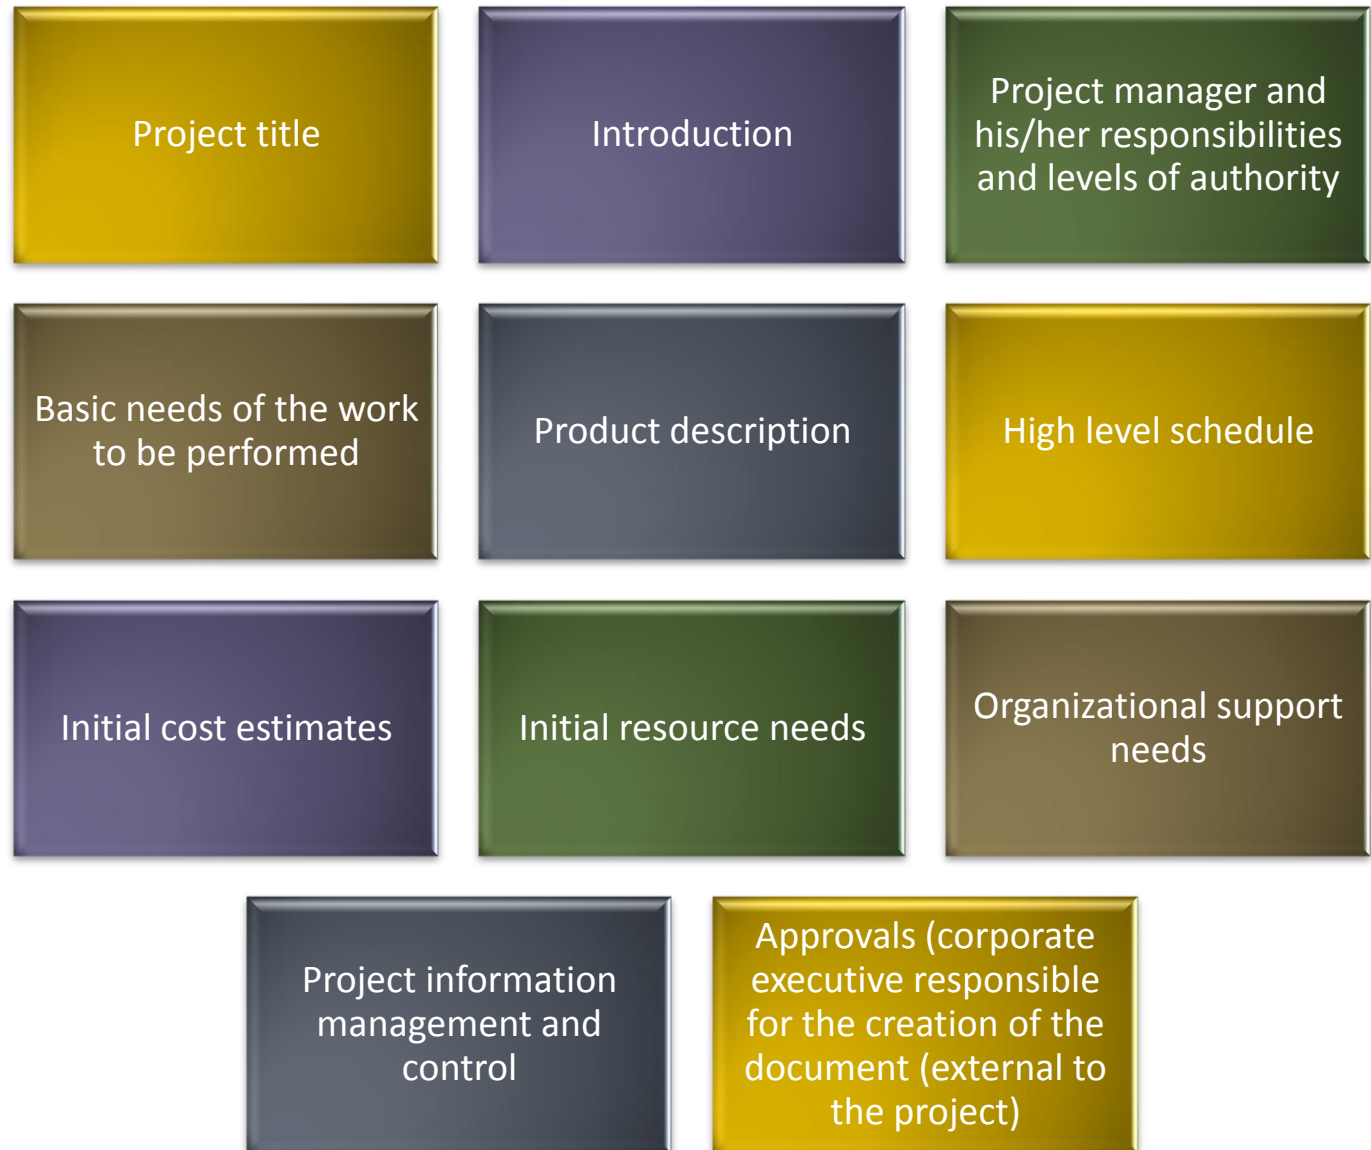 Project title
Introduction
Project manager and
his/her responsibilities
and levels of authority
Basic needs of the work
to be performed
Product description
High level schedule
Initial cost estimates
Initial resource needs
Organizational support
needs
Project information
management and
control
Approvals (corporate
executive responsible
for the creation of the
document (external to
the project)